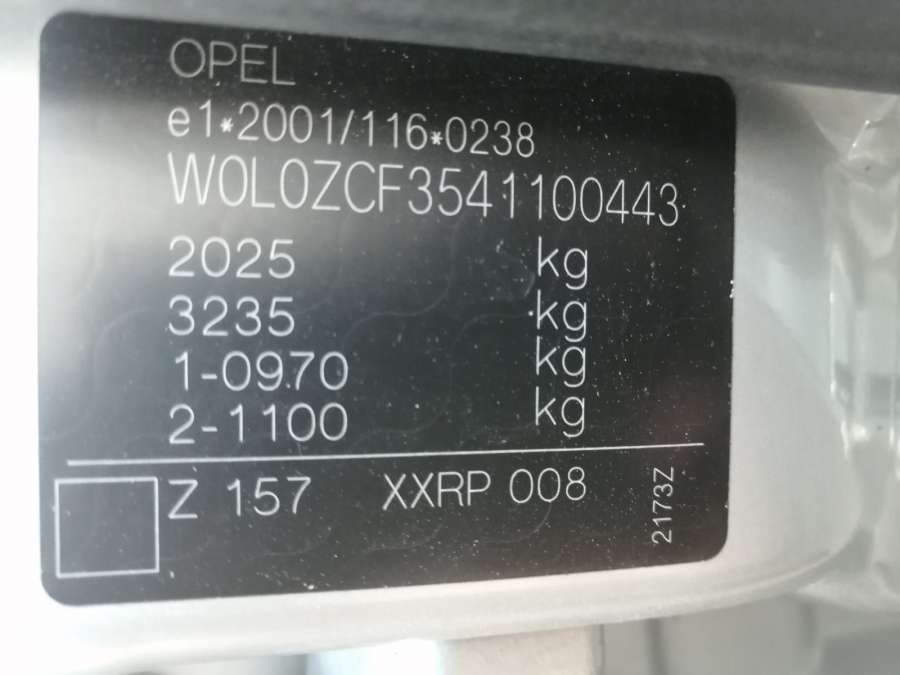 OPEL
e1*2001/116*0238
W0L0ZCF3541100443
2025 kg
3235 kg
1-0970 kg
2-1100 kg
Z 157 XXRP 008
2173Z